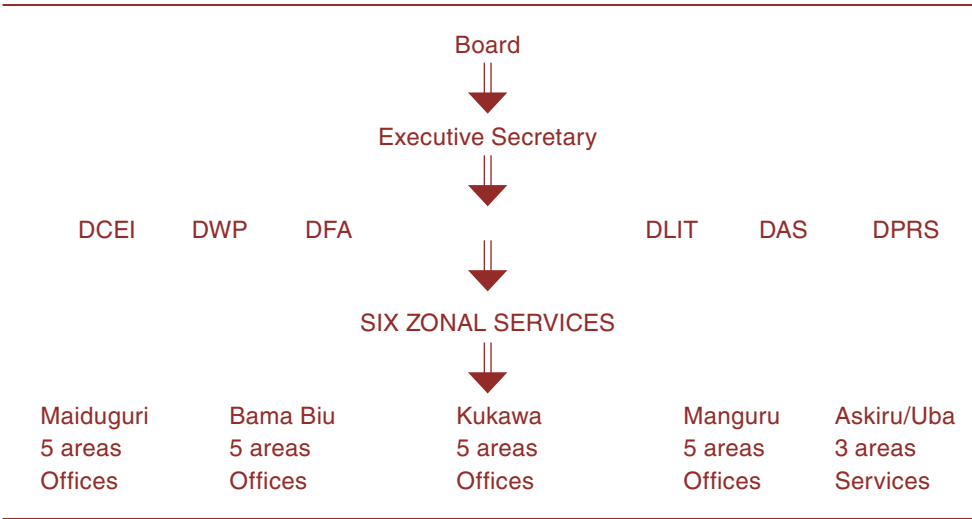 Board
Executive Secretary
DCEI DWP DFA DLIT DAS DPRS
SIX ZONAL SERVICES
Maiduguri Bama Biu Kukawa Manguru Askiru/Uba
5 areas 5 areas 5 areas 5 areas 3 areas
Offices Offices Offices Offices Services